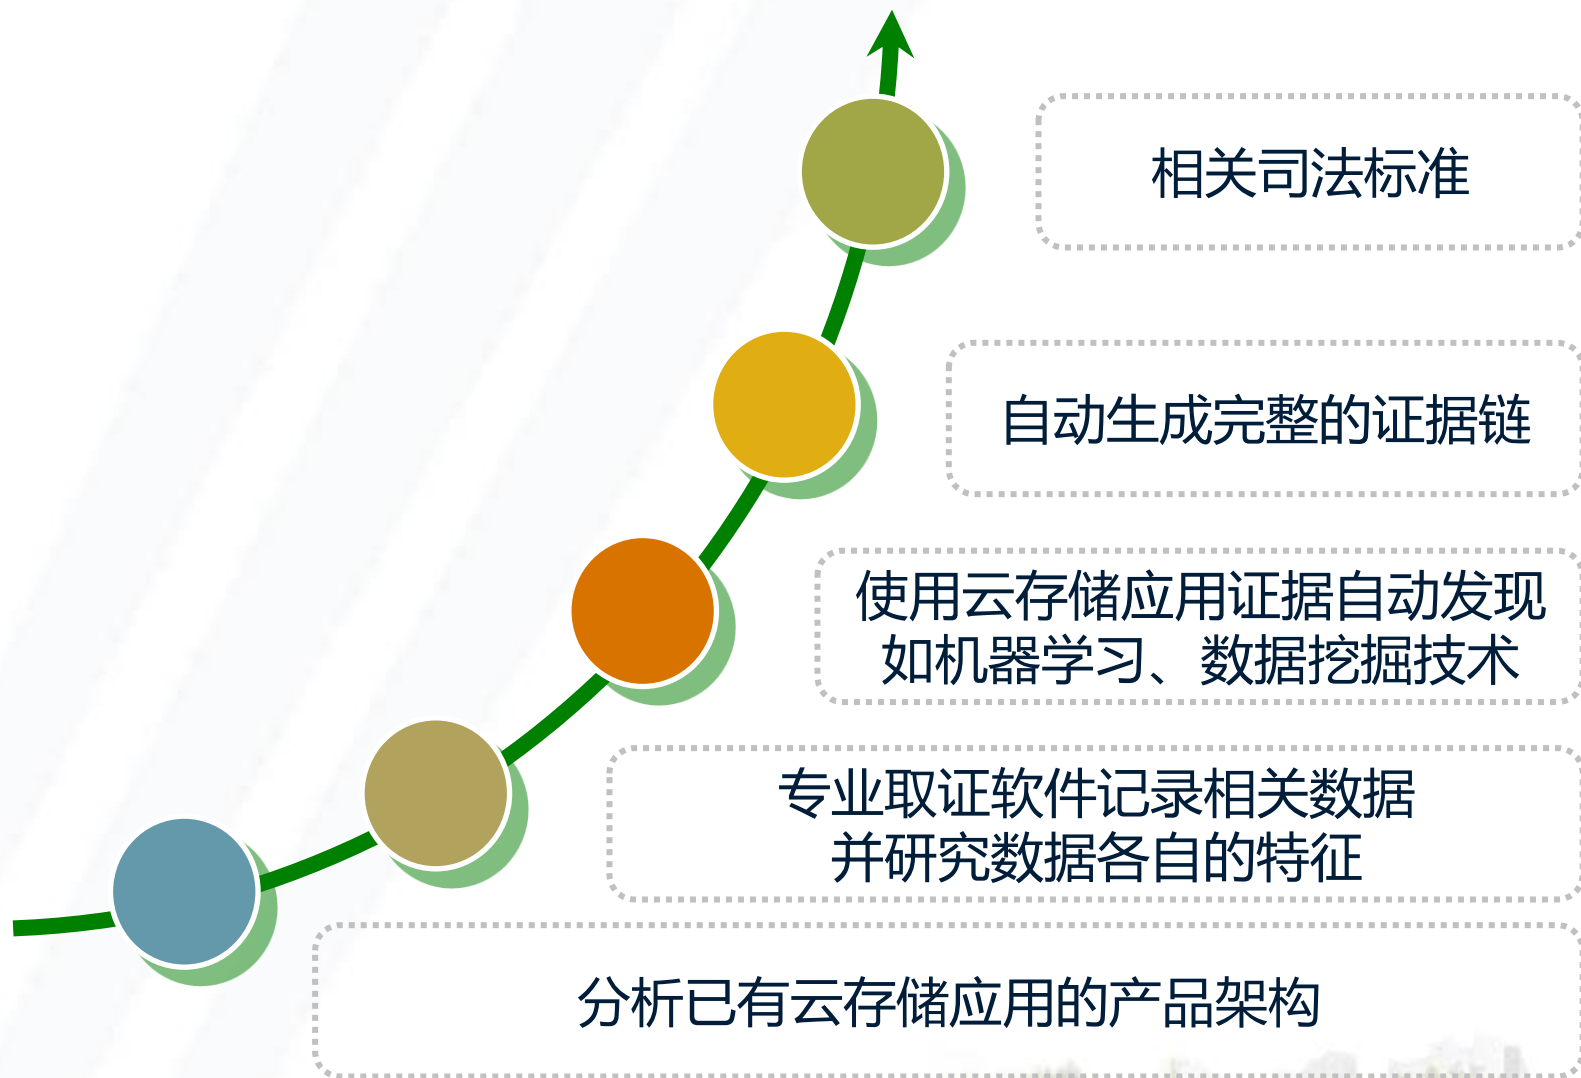 相关司法标准
自动生成完整的证据链
使用云存储应用证据自动发现
如机器学习、数据挖掘技术
专业取证软件记录相关数据
并研究数据各自的特征
分析已有云存储应用的产品架构